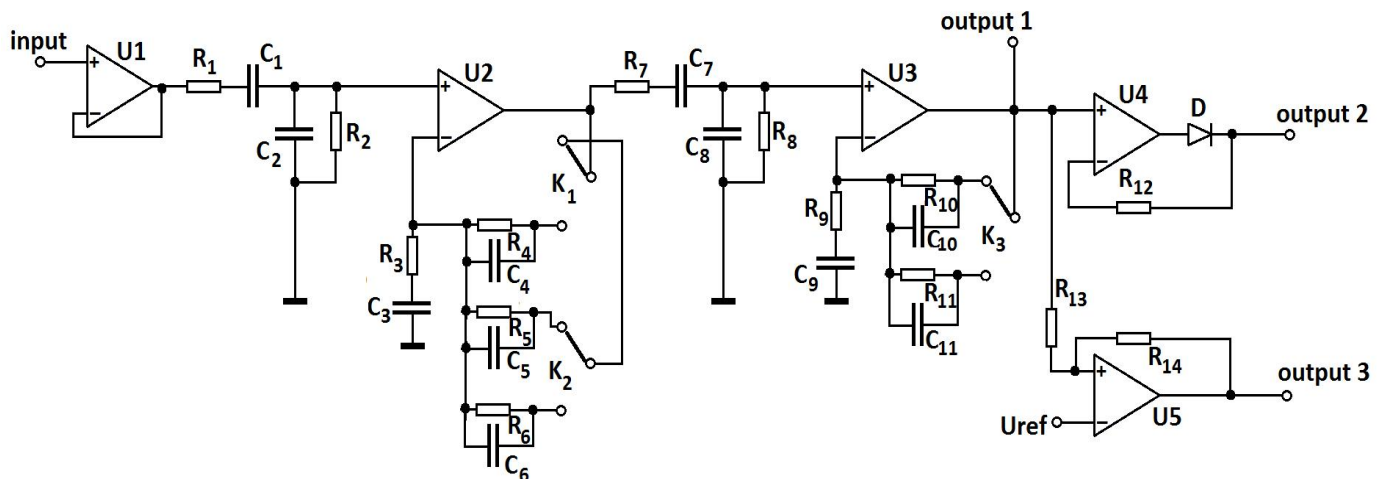 input
U1
R1
C1
C2
R2
U2
K1
R3
C3
R4
C4
R5
C5
K2
R6
C6
R7
C7
C8
R8
U3
R9
C9
R10
C10
K3
R11
C11
output 1
U4
D
output 2
R12
R13
R14
U5
Uref
output 3